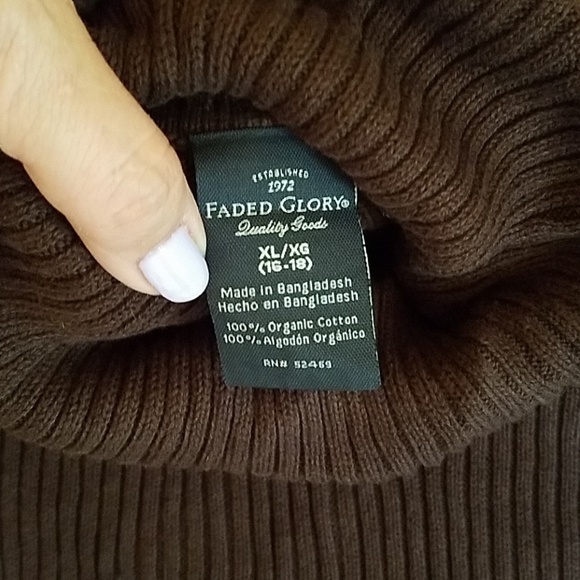 ESTABLISHED
1972
FADED GLORY®
Quality Goods
XL/XG
(16-18)
Made in Bangladesh
Hecho en Bangladesh
100% Organic Cotton
100% Algodón Orgánico
RN# 52469